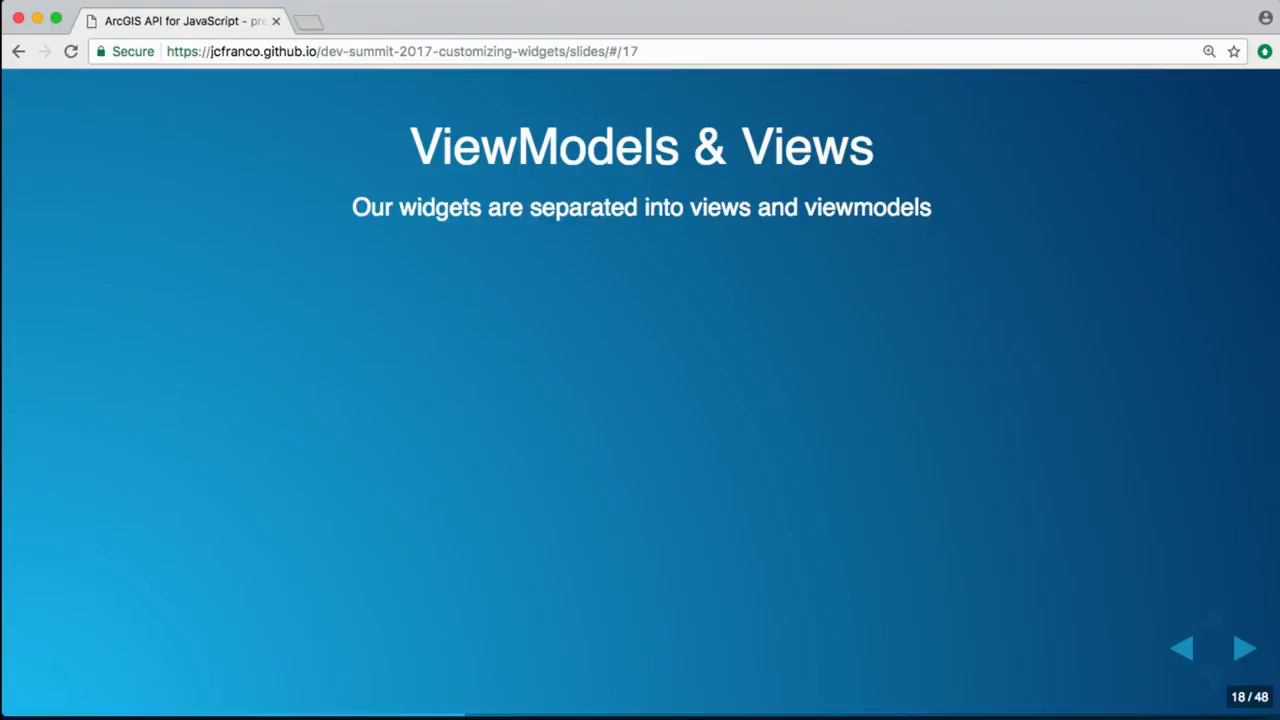 ArcGIS API for JavaScript - pre
Secure
https://jcfranco.github.io/dev-summit-2017-customizing-widgets/slides/#/17
ViewModels & Views
Our widgets are separated into views and viewmodels
18 / 48